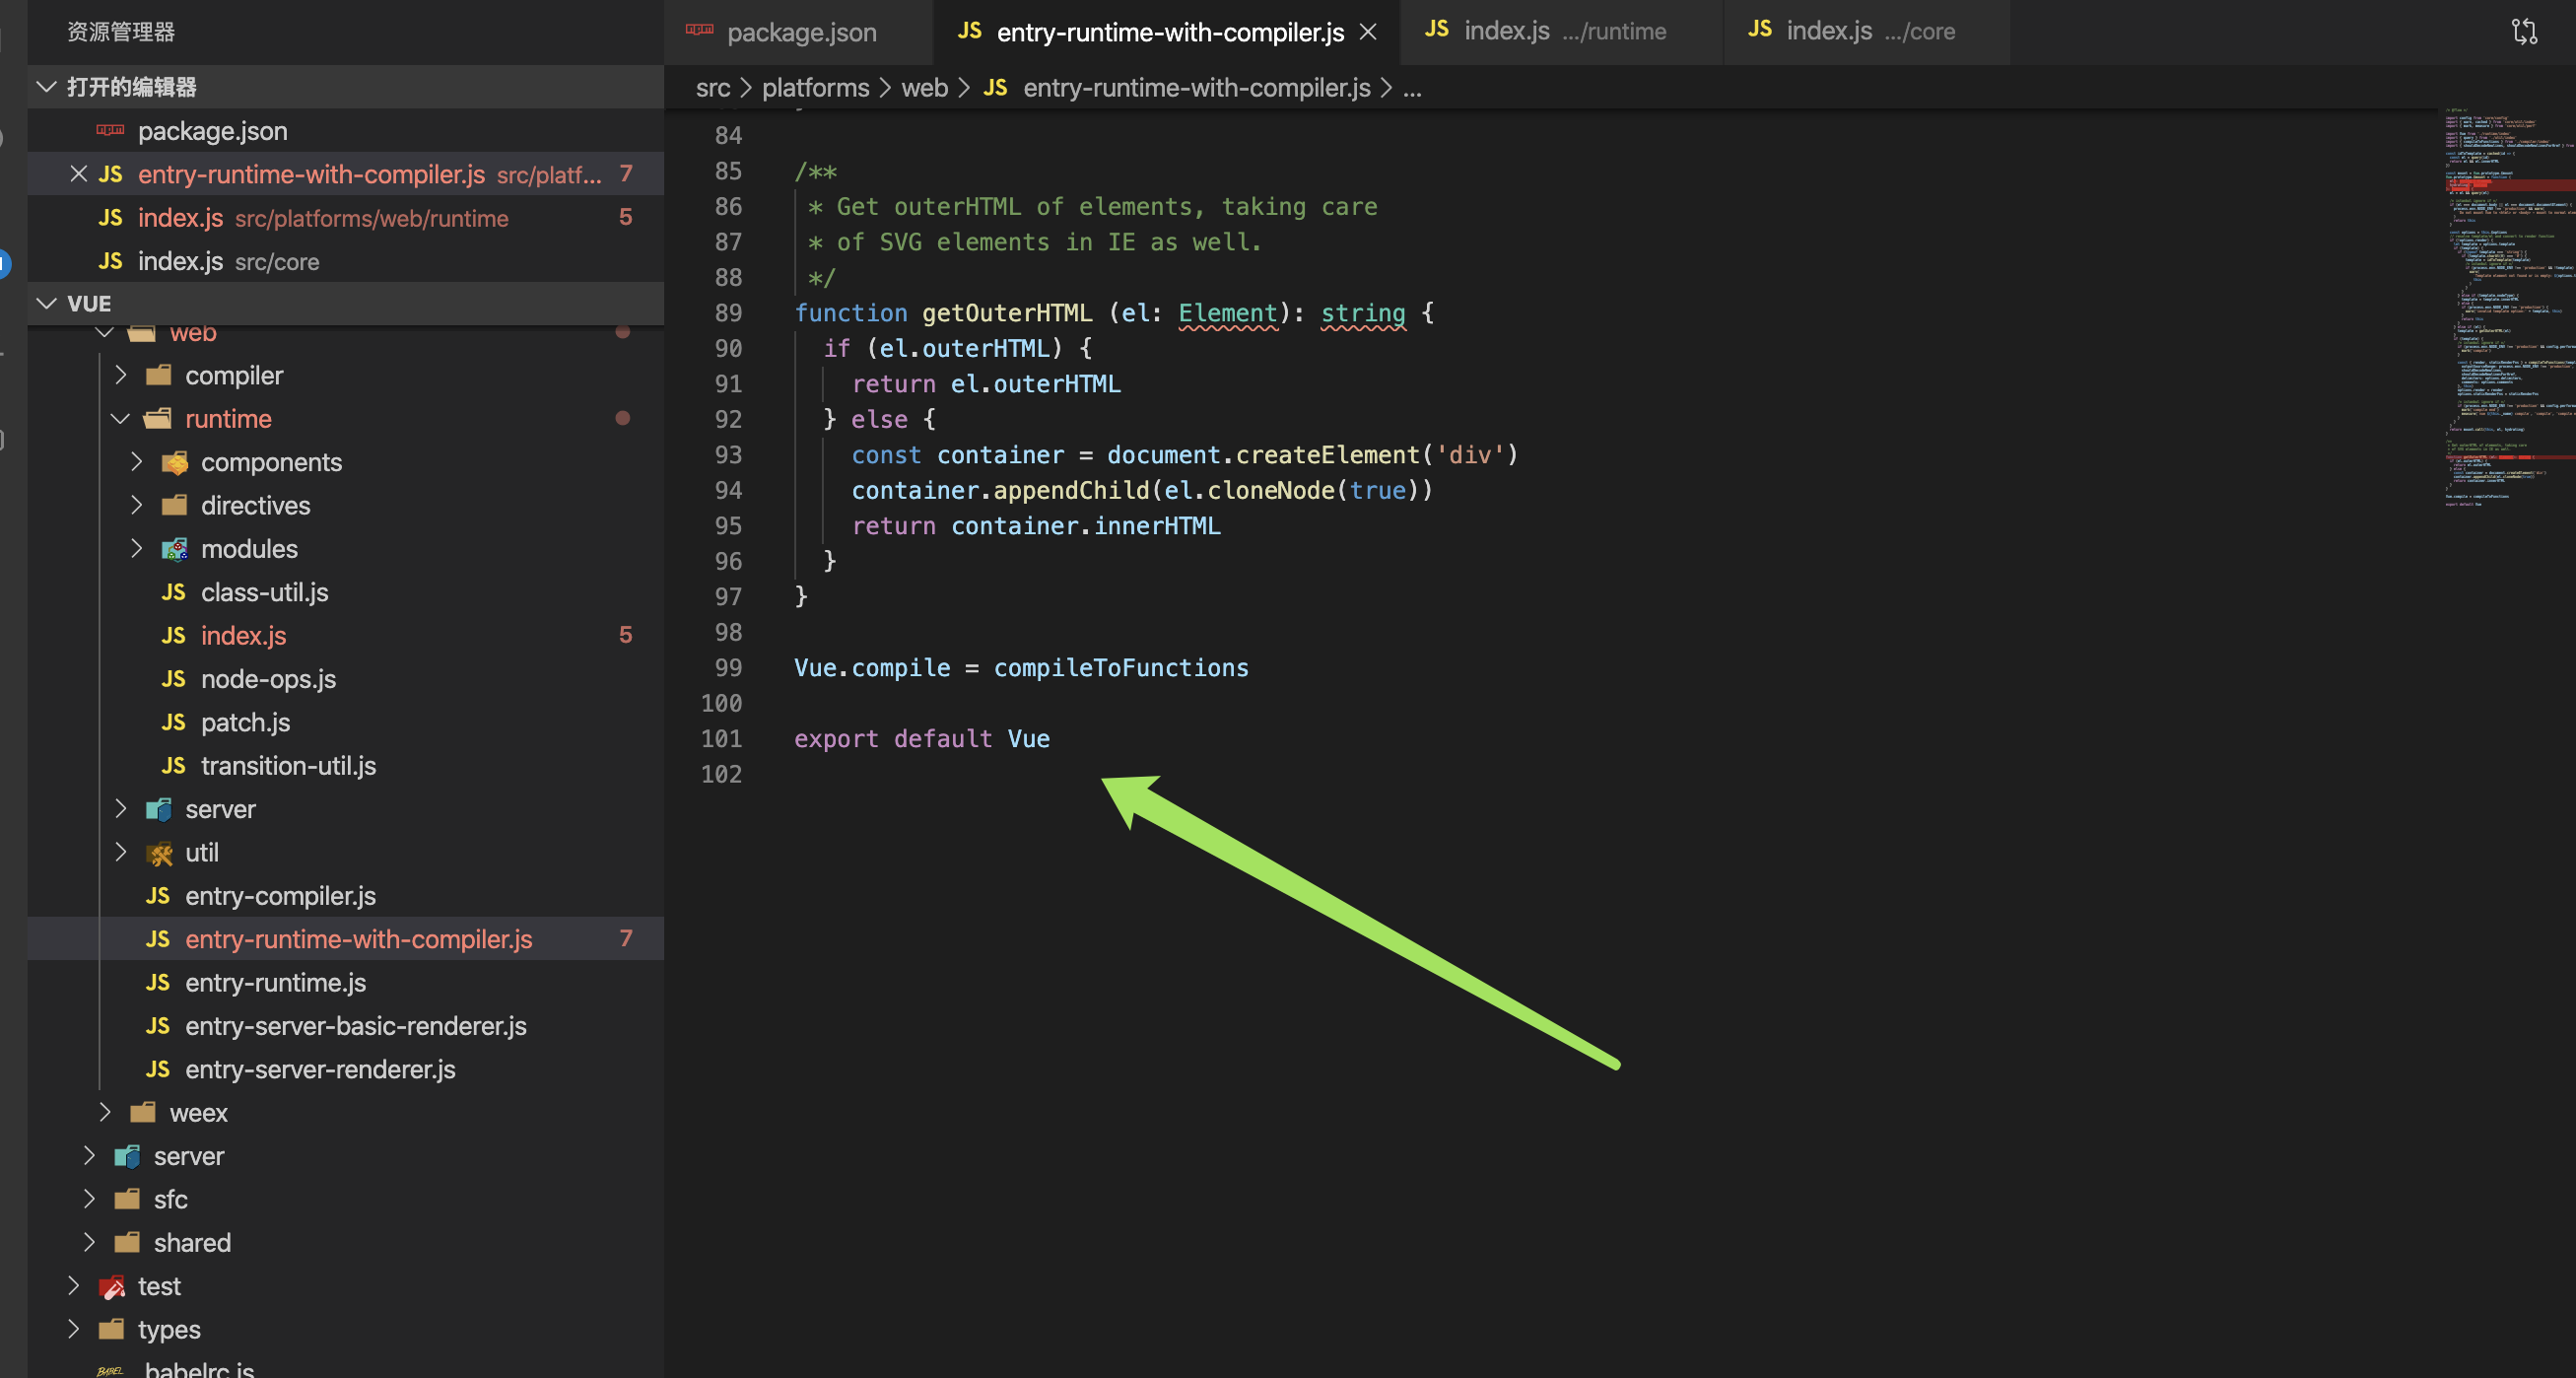 资源管理器
打开的编辑器
package.json
JS entry-runtime-with-compiler.js src/platf... 7
JS index.js src/platforms/web/runtime 5
JS index.js src/core
VUE
web
compiler
runtime
components
directives
modules
JS class-util.js
JS index.js 5
JS node-ops.js
JS patch.js
JS transition-util.js
server
util
JS entry-compiler.js
JS entry-runtime-with-compiler.js 7
JS entry-runtime.js
JS entry-server-basic-renderer.js
JS entry-server-renderer.js
weex
server
sfc
shared
test
types
BABEL .babelrc.js
package.json
JS entry-runtime-with-compiler.js
JS index.js .../runtime
JS index.js .../core
src > platforms > web > JS entry-runtime-with-compiler.js > ...
84
85 /**
86 * Get outerHTML of elements, taking care
87 * of SVG elements in IE as well.
88 */
89 function getOuterHTML (el: Element): string {
90 if (el.outerHTML) {
91 return el.outerHTML
92 } else {
93 const container = document.createElement('div')
94 container.appendChild(el.cloneNode(true))
95 return container.innerHTML
96 }
97 }
98
99 Vue.compile = compileToFunctions
100
101 export default Vue
102